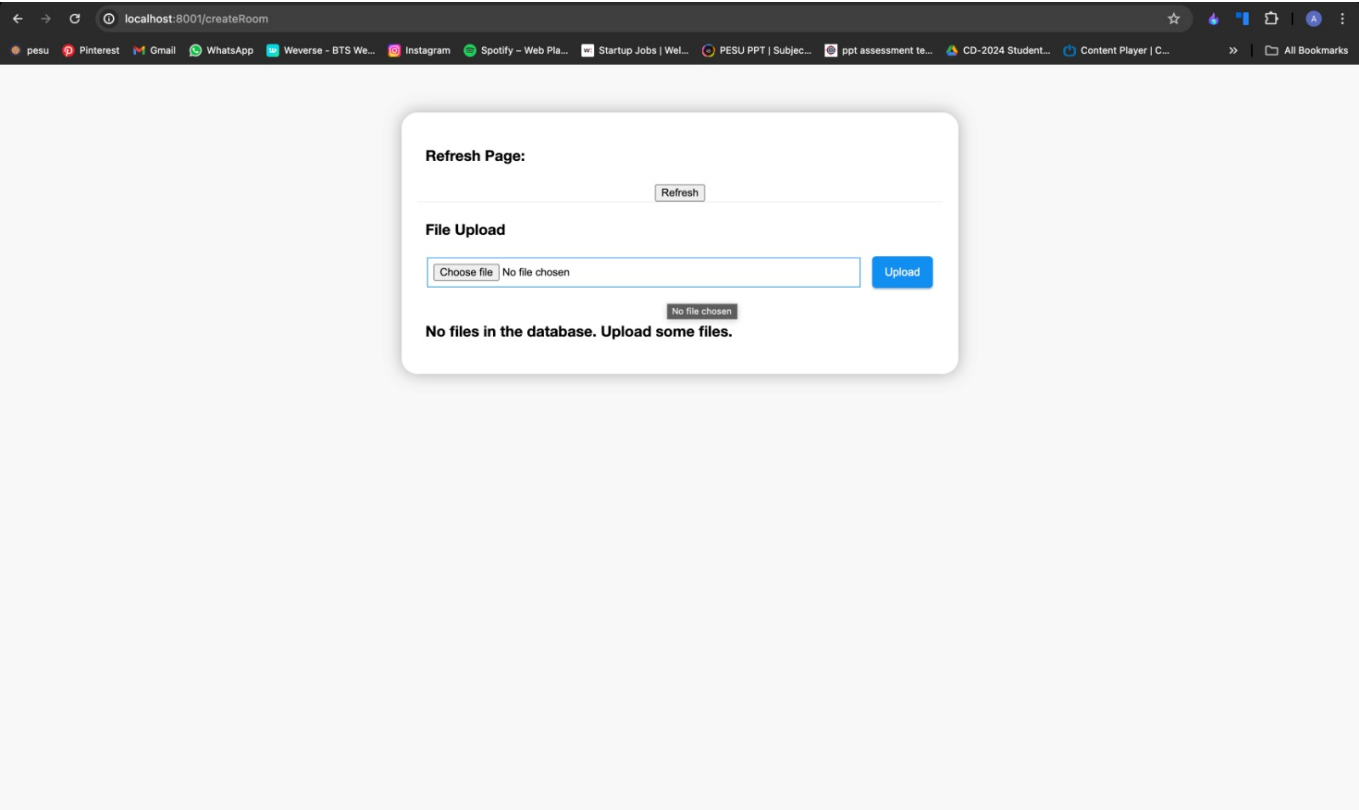 localhost:8001/createRoom
A
pesu Pinterest Gmail WhatsApp Weverse - BTS We... Instagram Spotify – Web Pla... w: Startup Jobs | Wel... PESU PPT | Subjec... ppt assessment te... CD-2024 Student... Content Player | C... » All Bookmarks
Refresh Page:
Refresh
File Upload
Choose file No file chosen Upload
No file chosen
No files in the database. Upload some files.